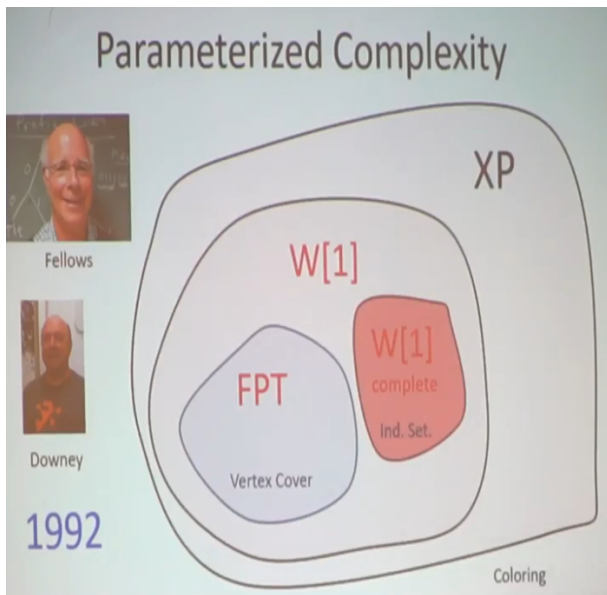 Parameterized Complexity
XP
Fellows
W[1]
W[1]
complete
Ind. Set.
FPT
Vertex Cover
Downey
1992
Coloring